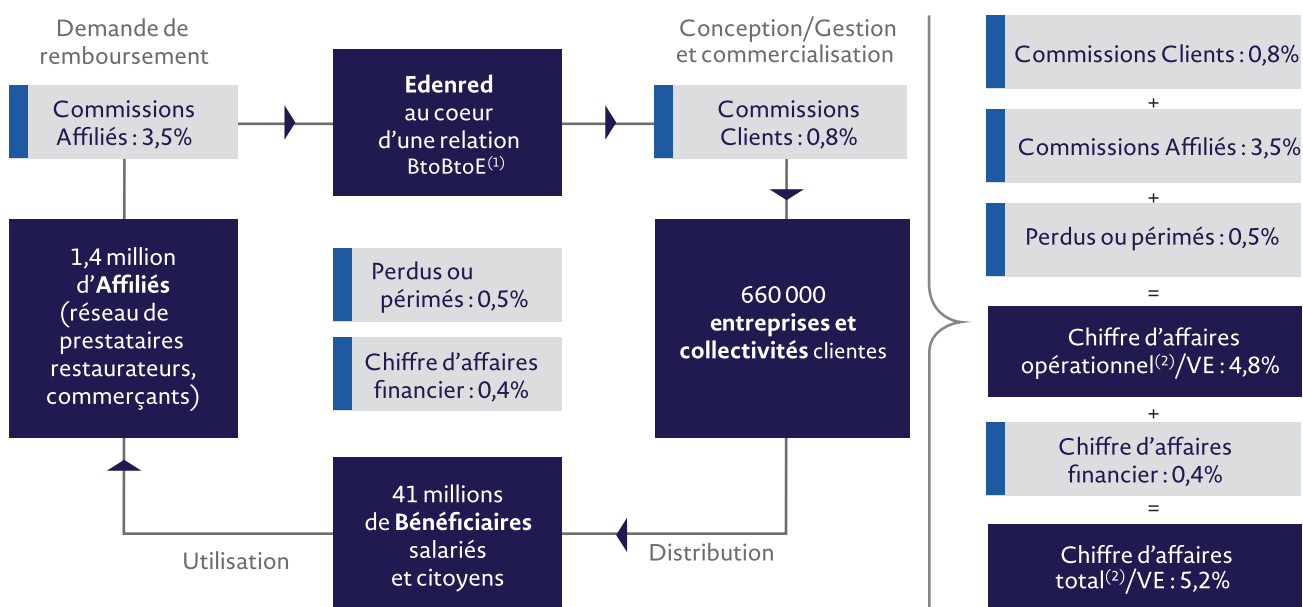 Demande de
remboursement
Commissions
Affiliés : 3,5%
Edenred
au coeur
d’une relation
BtoBtoE(1)
Conception/Gestion
et commercialisation
Commissions
Clients : 0,8%
1,4 million
d’Affiliés
(réseau de
prestataires
restaurateurs,
commerçants)
Perdus ou
périmés : 0,5%
Chiffre d’affaires
financier : 0,4%
660 000
entreprises et
collectivités clientes
41 millions
de Bénéficiaires
salariés
et citoyens
Utilisation
Distribution
Commissions Clients : 0,8%
+
Commissions Affiliés : 3,5%
+
Perdus ou périmés : 0,5%
=
Chiffre d’affaires
opérationnel(2)/VE : 4,8%
+
Chiffre d’affaires
financier : 0,4%
=
Chiffre d’affaires
total(2)/VE : 5,2%